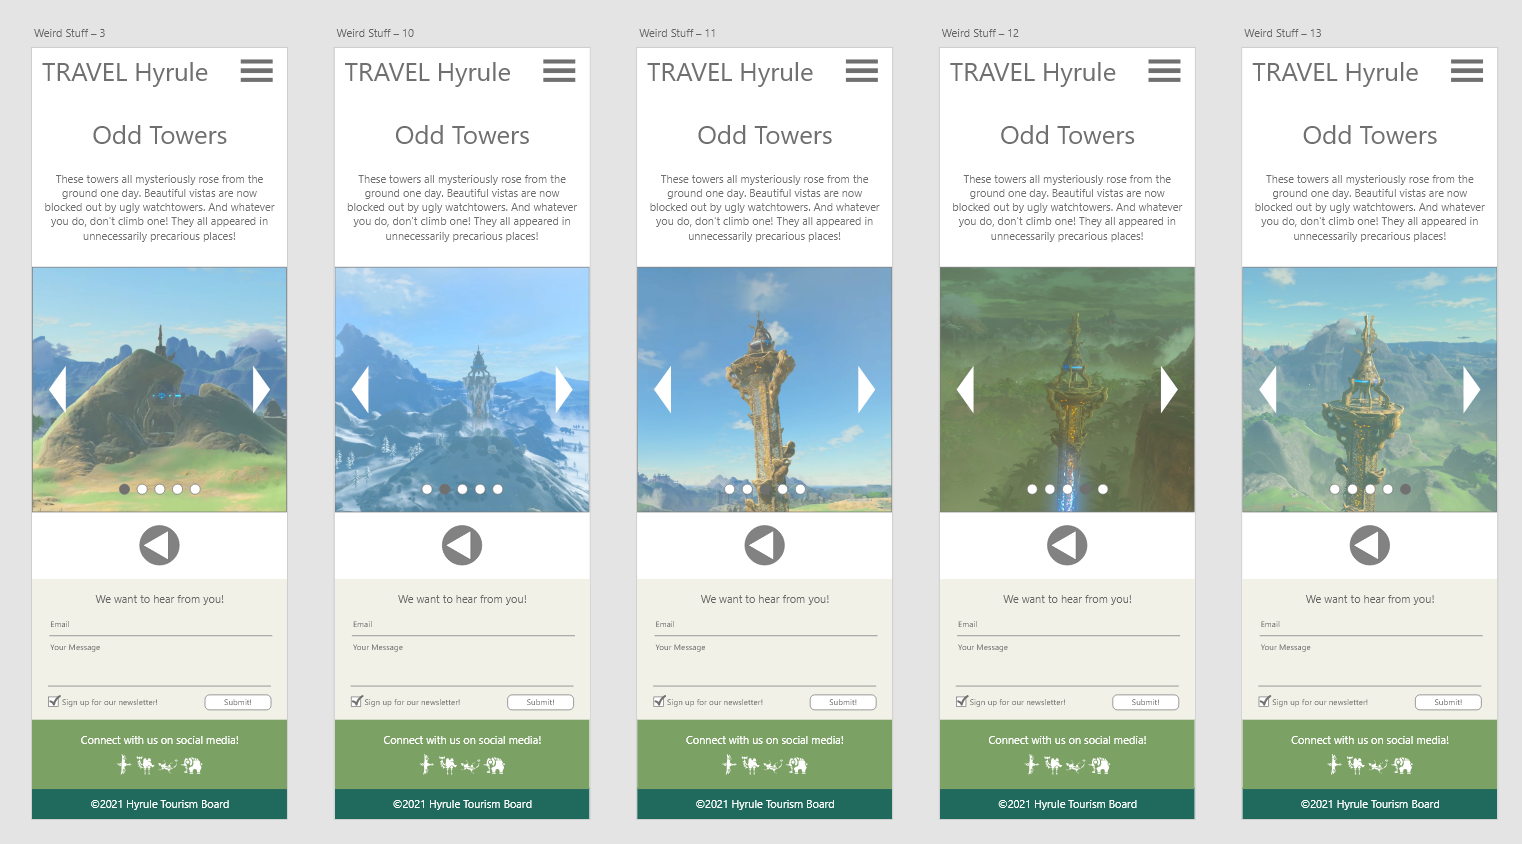 Weird Stuff – 3
TRAVEL Hyrule
Odd Towers
These towers all mysteriously rose from the
ground one day. Beautiful vistas are now
blocked out by ugly watchtowers. And whatever
you do, don't climb one! They all appeared in
unnecessarily precarious places!
We want to hear from you!
Email
Your Message
Sign up for our newsletter!
Submit!
Connect with us on social media!
©2021 Hyrule Tourism Board
Weird Stuff – 10
TRAVEL Hyrule
Odd Towers
These towers all mysteriously rose from the
ground one day. Beautiful vistas are now
blocked out by ugly watchtowers. And whatever
you do, don't climb one! They all appeared in
unnecessarily precarious places!
We want to hear from you!
Email
Your Message
Sign up for our newsletter!
Submit!
Connect with us on social media!
©2021 Hyrule Tourism Board
Weird Stuff – 11
TRAVEL Hyrule
Odd Towers
These towers all mysteriously rose from the
ground one day. Beautiful vistas are now
blocked out by ugly watchtowers. And whatever
you do, don't climb one! They all appeared in
unnecessarily precarious places!
We want to hear from you!
Email
Your Message
Sign up for our newsletter!
Submit!
Connect with us on social media!
©2021 Hyrule Tourism Board
Weird Stuff – 12
TRAVEL Hyrule
Odd Towers
These towers all mysteriously rose from the
ground one day. Beautiful vistas are now
blocked out by ugly watchtowers. And whatever
you do, don't climb one! They all appeared in
unnecessarily precarious places!
We want to hear from you!
Email
Your Message
Sign up for our newsletter!
Submit!
Connect with us on social media!
©2021 Hyrule Tourism Board
Weird Stuff – 13
TRAVEL Hyrule
Odd Towers
These towers all mysteriously rose from the
ground one day. Beautiful vistas are now
blocked out by ugly watchtowers. And whatever
you do, don't climb one! They all appeared in
unnecessarily precarious places!
We want to hear from you!
Email
Your Message
Sign up for our newsletter!
Submit!
Connect with us on social media!
©2021 Hyrule Tourism Board